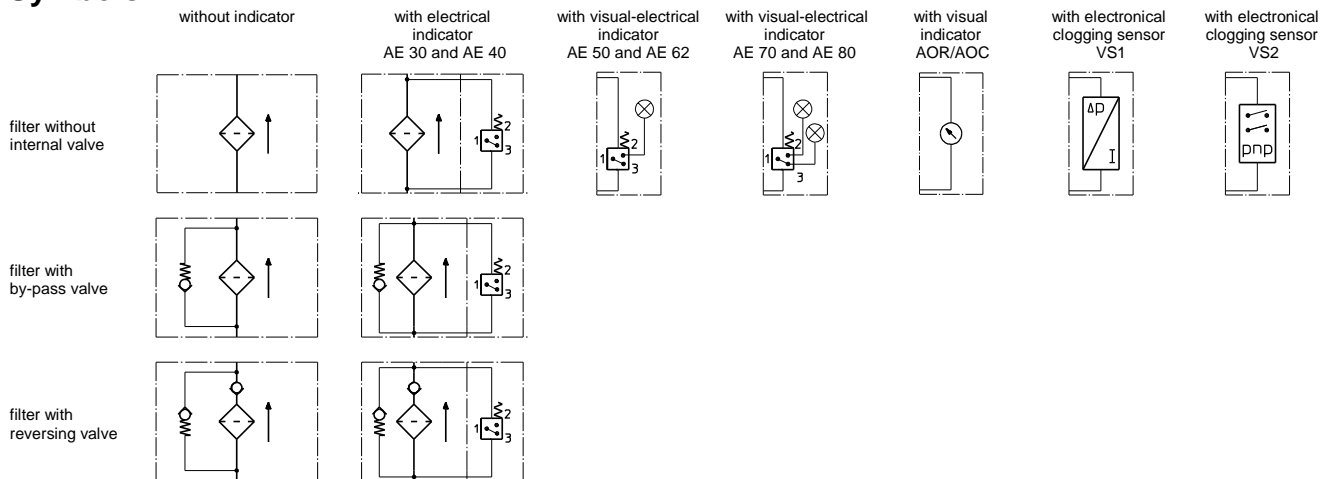 without indicator
with electrical
indicator
AE 30 and AE 40
with visual-electrical
indicator
AE 50 and AE 62
with visual-electrical
indicator
AE 70 and AE 80
with visual
indicator
AOR/AOC
with electronical
clogging sensor
VS1
with electronical
clogging sensor
VS2
filter without
internal valve
1 2 3
1 2 3
1 2 3
Δp
I
pnp
filter with
by-pass valve
1 2 3
filter with
reversing valve
1 2 3